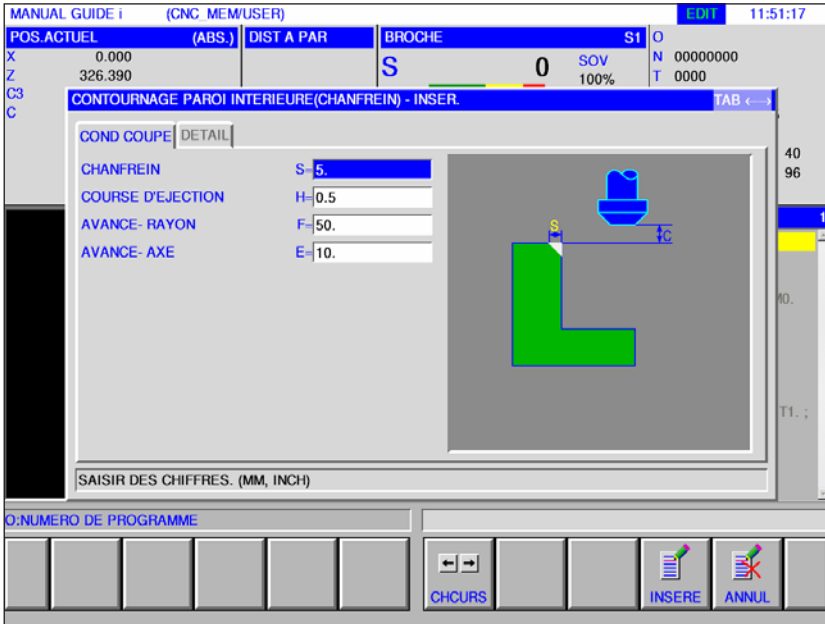 MANUAL GUIDE i (CNC_MEM/USER) EDIT 11:51:17
POS.ACTUEL (ABS.) DIST A PAR BROCHE S1 O
X 0.000 S 0 SOV N 00000000
Z 326.390 100% T 0000
C3
C
CONTOURNAGE PAROI INTERIEURE(CHANFREIN) - INSER. TAB
COND COUPE DETAIL
CHANFREIN S= 5.
COURSE D'EJECTION H= 0.5
AVANCE- RAYON F= 50.
AVANCE- AXE E= 10.
S
C
40
96
1
M0.
T1. ;
SAISIR DES CHIFFRES. (MM, INCH)
O:NUMERO DE PROGRAMME
CHCURS INSERE ANNUL